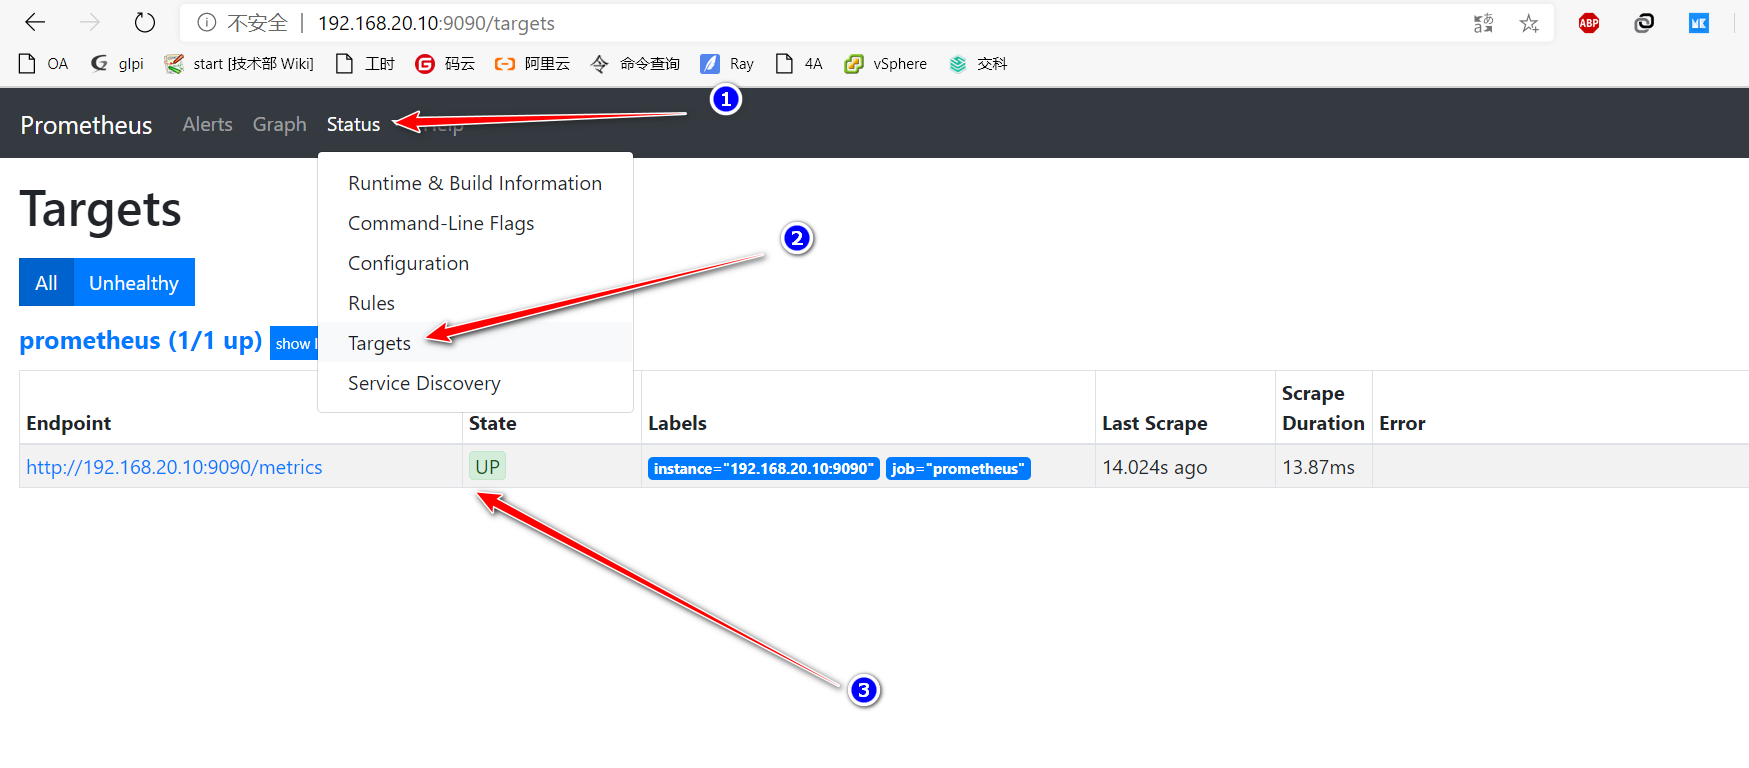 不安全 | 192.168.20.10:9090/targets
OA glpi start [技术部 Wiki] 工时 码云 阿里云 命令查询 Ray 4A vSphere 交科
ABP
MK
Prometheus Alerts Graph Status Help
1
Runtime & Build Information
Command-Line Flags
Configuration
Rules
Targets
Service Discovery
2
Targets
All Unhealthy
prometheus (1/1 up) show l
Endpoint State Labels Last Scrape Scrape Duration Error
http://192.168.20.10:9090/metrics UP instance="192.168.20.10:9090" job="prometheus" 14.024s ago 13.87ms
3